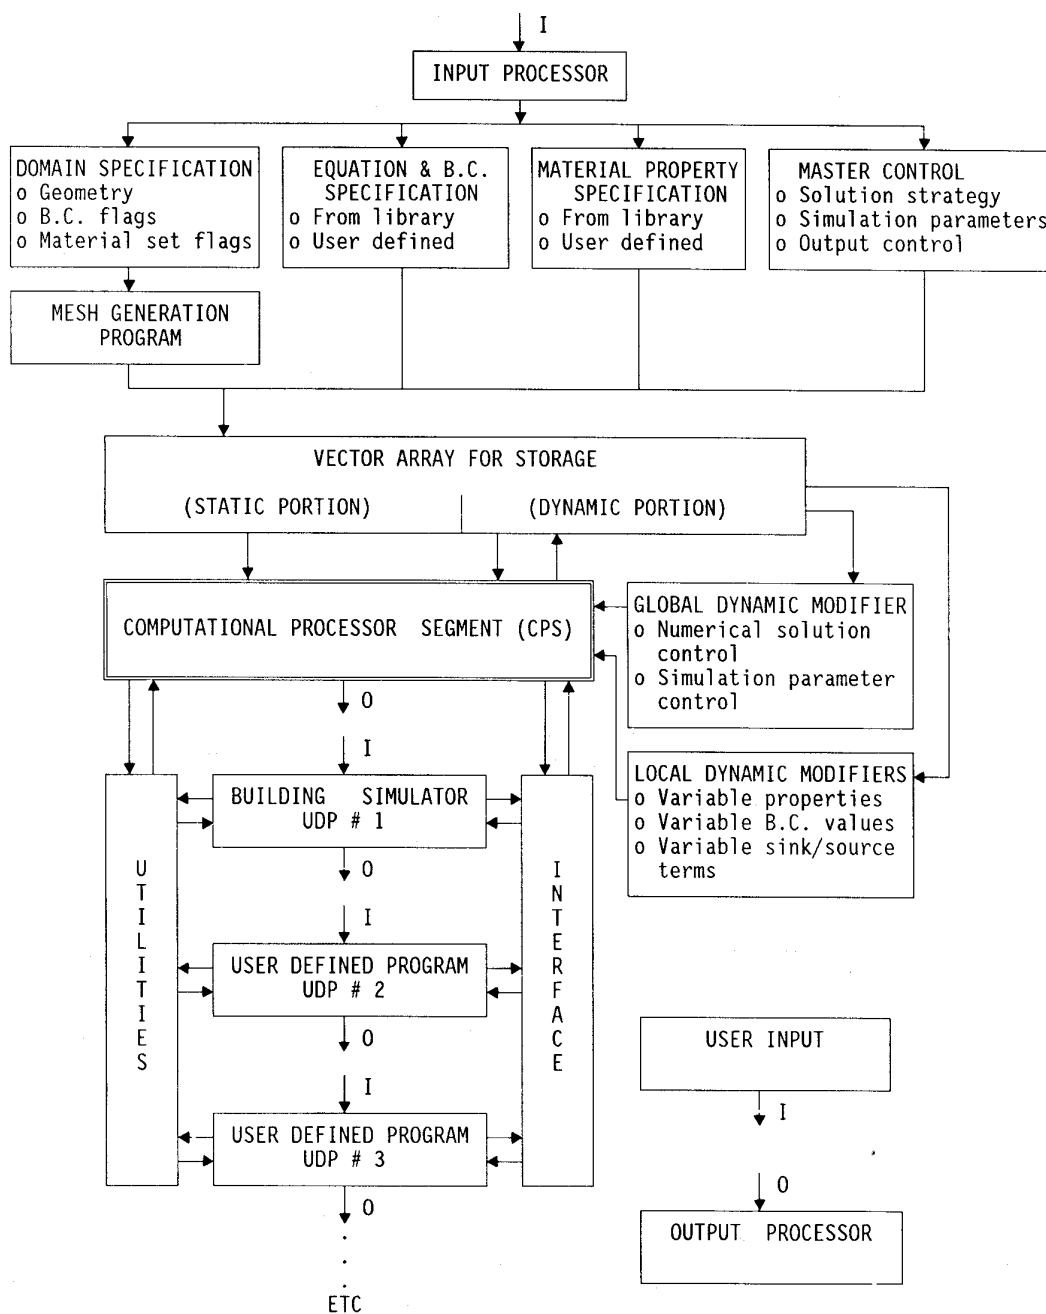 I
INPUT PROCESSOR
DOMAIN SPECIFICATION
o Geometry
o B.C. flags
o Material set flags
EQUATION & B.C.
SPECIFICATION
o From library
o User defined
MATERIAL PROPERTY
SPECIFICATION
o From library
o User defined
MASTER CONTROL
o Solution strategy
o Simulation parameters
o Output control
MESH GENERATION
PROGRAM
VECTOR ARRAY FOR STORAGE
(STATIC PORTION)
(DYNAMIC PORTION)
COMPUTATIONAL PROCESSOR SEGMENT (CPS)
GLOBAL DYNAMIC MODIFIER
o Numerical solution
control
o Simulation parameter
control
LOCAL DYNAMIC MODIFIERS
o Variable properties
o Variable B.C. values
o Variable sink/source
terms
O
I
BUILDING SIMULATOR
UDP # 1
O
I
USER DEFINED PROGRAM
UDP # 2
O
I
USER DEFINED PROGRAM
UDP # 3
O
ETC
UTILITIES
INTERFACE
USER INPUT
I
O
OUTPUT PROCESSOR